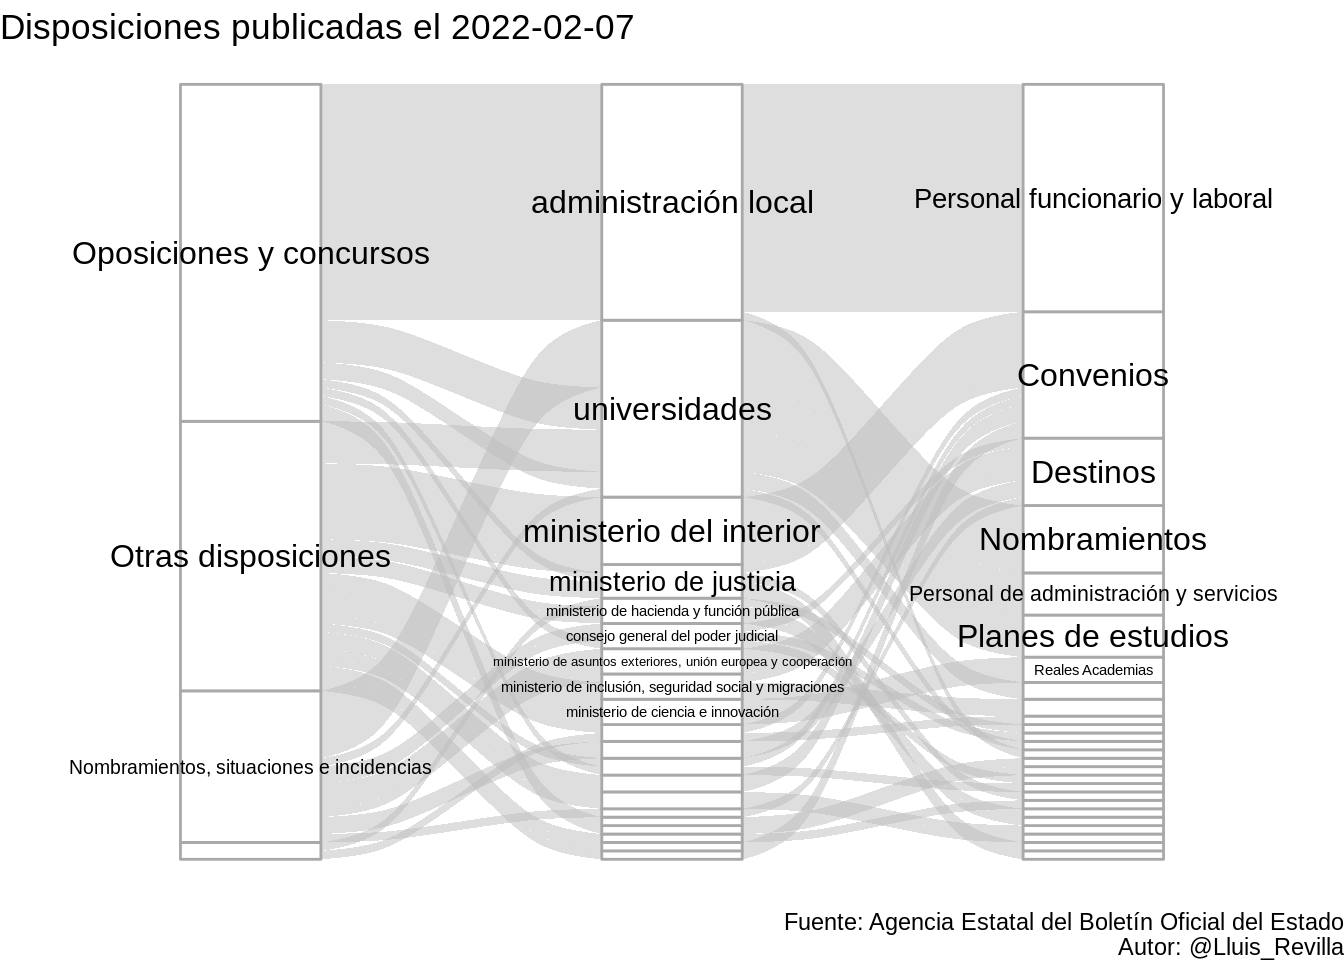 Disposiciones publicadas el 2022-02-07
Oposiciones y concursos
Otras disposiciones
Nombramientos, situaciones e incidencias
administración local
universidades
ministerio del interior
ministerio de justicia
ministerio de hacienda y función pública
consejo general del poder judicial
ministerio de asuntos exteriores, unión europea y cooperación
ministerio de inclusión, seguridad social y migraciones
ministerio de ciencia e innovación
Personal funcionario y laboral
Convenios
Destinos
Nombramientos
Personal de administración y servicios
Planes de estudios
Reales Academias
Fuente: Agencia Estatal del Boletín Oficial del Estado
Autor: @Lluis_Revilla